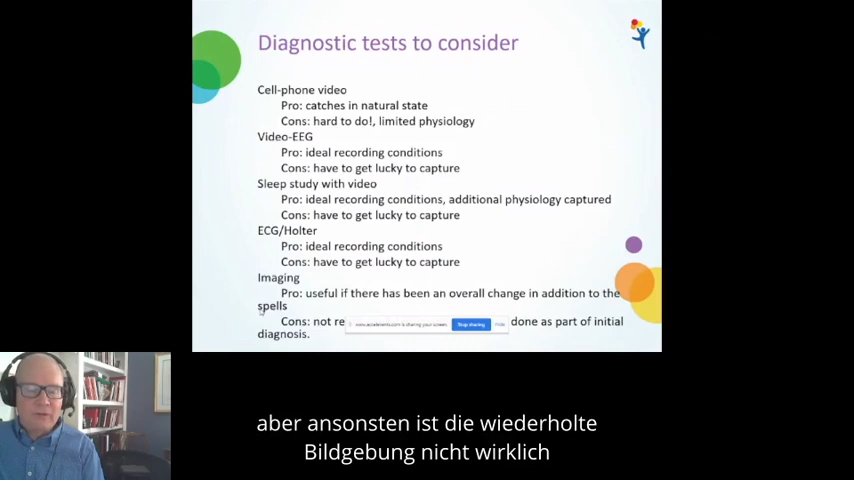 Diagnostic tests to consider
Cell-phone video
Pro: catches in natural state
Cons: hard to do!, limited physiology
Video-EEG
Pro: ideal recording conditions
Cons: have to get lucky to capture
Sleep study with video
Pro: ideal recording conditions, additional physiology captured
Cons: have to get lucky to capture
ECG/Holter
Pro: ideal recording conditions
Cons: have to get lucky to capture
Imaging
Pro: useful if there has been an overall change in addition to the
spells
Cons: not re done as part of initial
is sharing your screen. Stop sharing Hide
diagnosis.
aber ansonsten ist die wiederholte
Bildgebung nicht wirklich